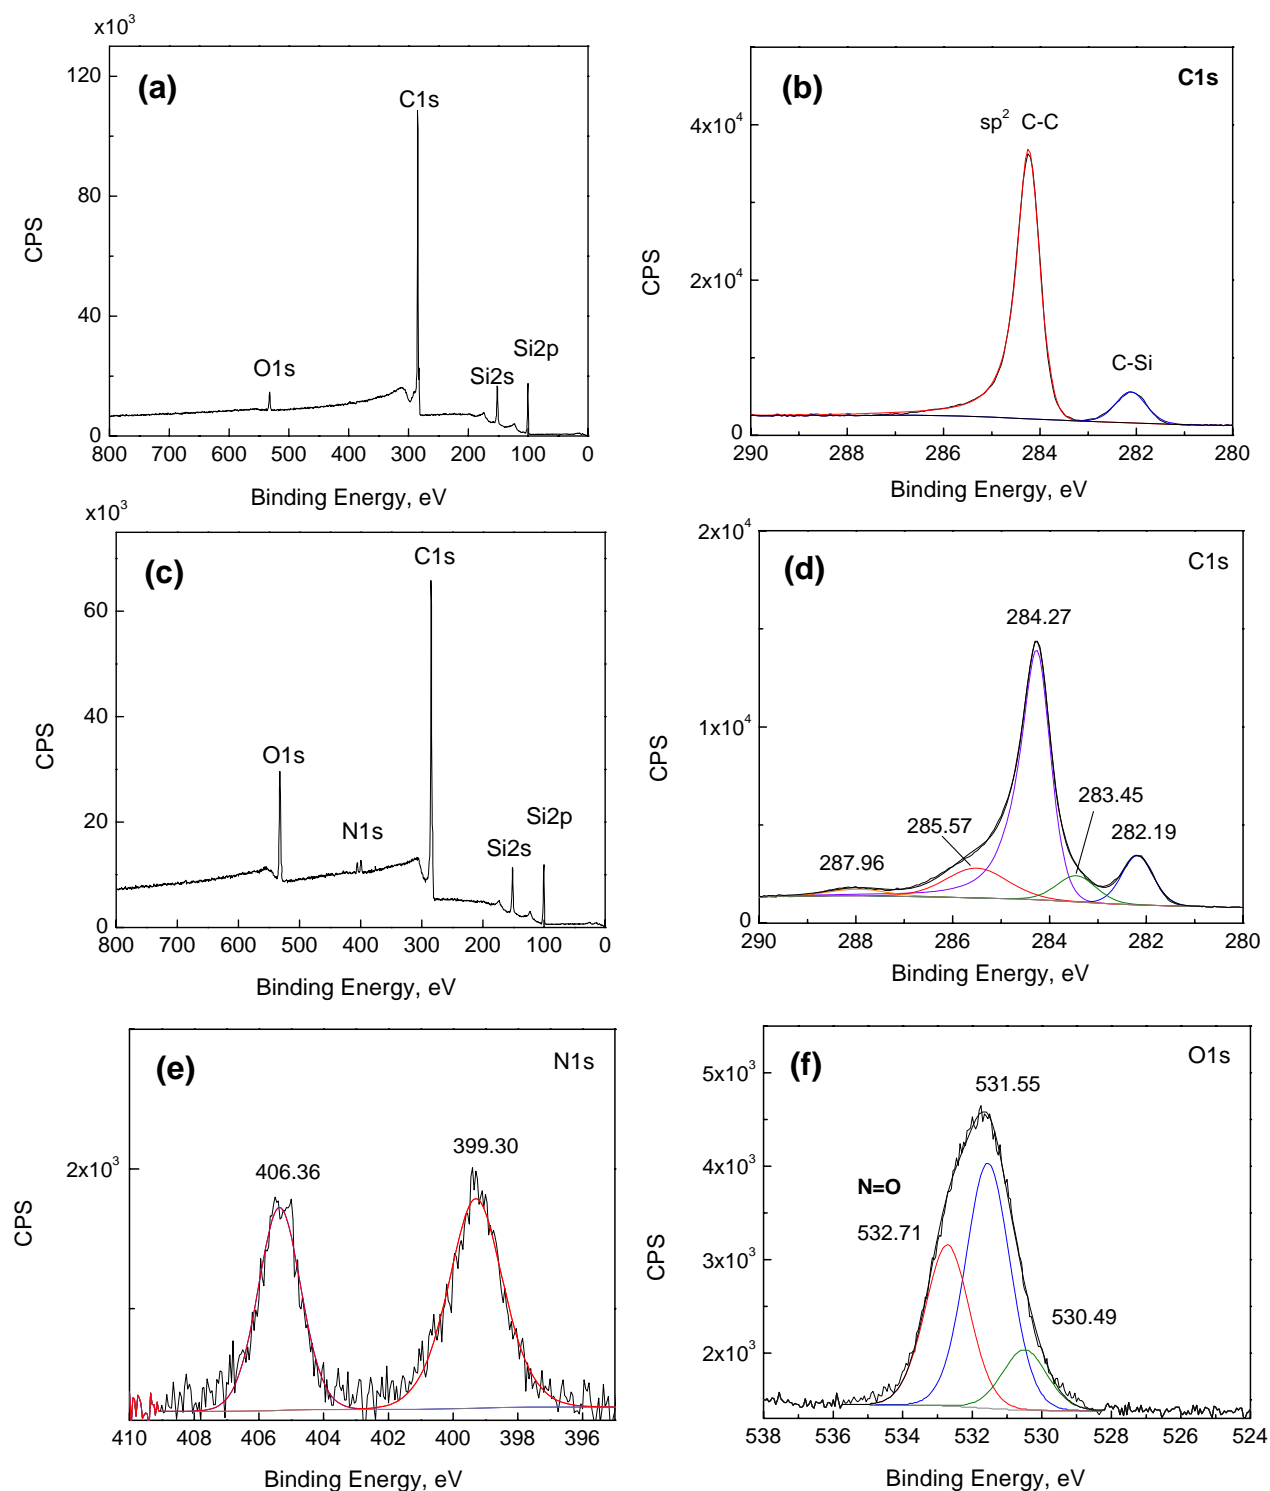 x10³
120
80
40
0
(a)
C1s
O1s
Si2s
Si2p
CPS
800 700 600 500 400 300 200 100 0
Binding Energy, eV
(b)
C1s
sp² C-C
C-Si
4x10⁴
2x10⁴
0
CPS
290 288 286 284 282 280
Binding Energy, eV
x10³
60
40
20
0
(c)
C1s
O1s
N1s
Si2s
Si2p
CPS
800 700 600 500 400 300 200 100 0
Binding Energy, eV
2x10⁴
1x10⁴
0
(d)
C1s
284.27
283.45
285.57
282.19
287.96
CPS
290 288 286 284 282 280
Binding Energy, eV
(e)
N1s
2x10³
406.36
399.30
CPS
410 408 406 404 402 400 398 396
Binding Energy, eV
(f)
O1s
5x10³
4x10³
3x10³
2x10³
531.55
N=O
532.71
530.49
CPS
538 536 534 532 530 528 526 524
Binding Energy, eV